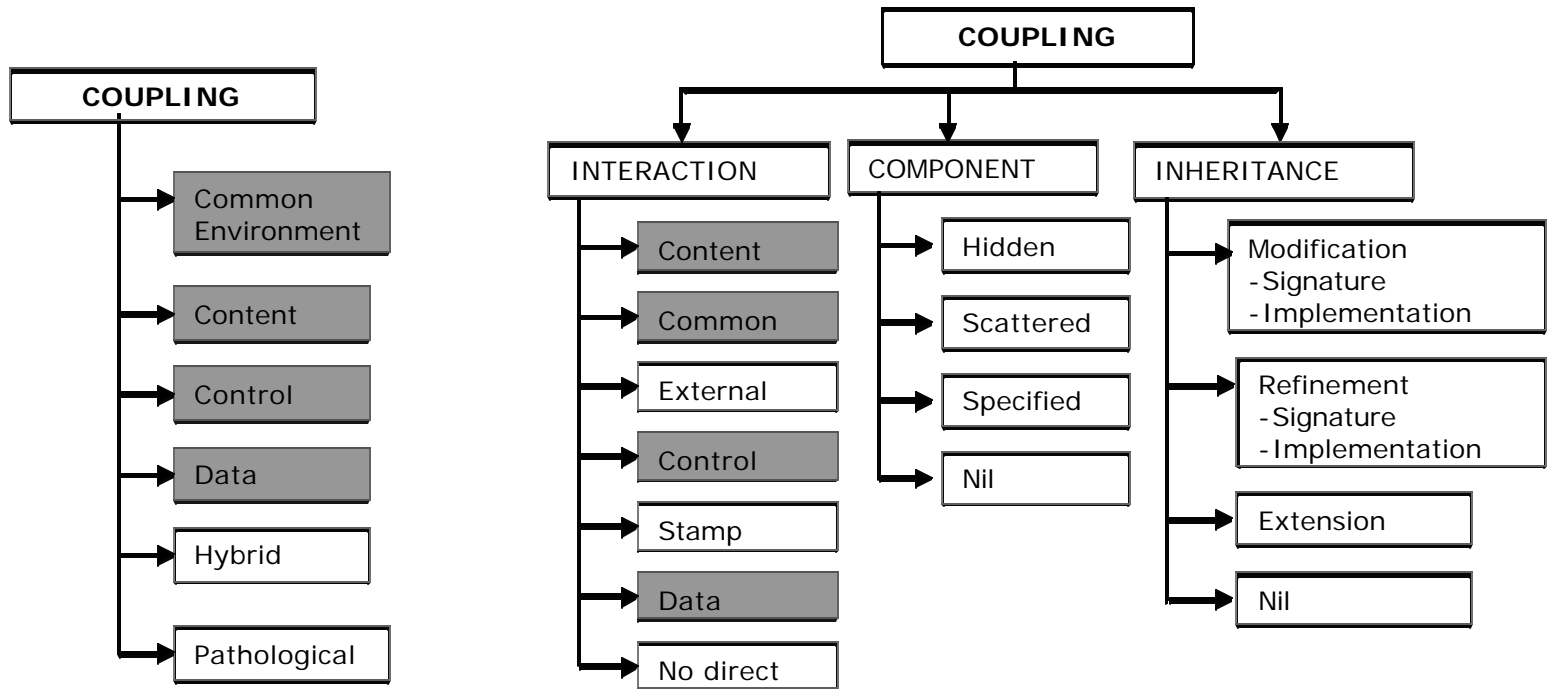 COUPLING
Common
Environment
Content
Control
Data
Hybrid
Pathological
COUPLING
INTERACTION
Content
Common
External
Control
Stamp
Data
No direct
COMPONENT
Hidden
Scattered
Specified
Nil
INHERITANCE
Modification
-Signature
-Implementation
Refinement
-Signature
-Implementation
Extension
Nil